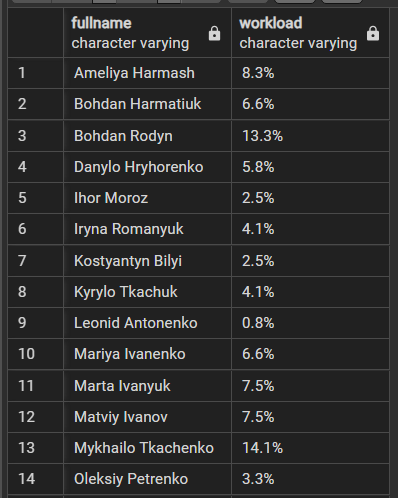 fullname workload
character varying character varying
1 Ameliya Harmash 8.3%
2 Bohdan Harmatiuk 6.6%
3 Bohdan Rodyn 13.3%
4 Danylo Hryhorenko 5.8%
5 Ihor Moroz 2.5%
6 Iryna Romanyuk 4.1%
7 Kostyantyn Bilyi 2.5%
8 Kyrylo Tkachuk 4.1%
9 Leonid Antonenko 0.8%
10 Mariya Ivanenko 6.6%
11 Marta Ivanyuk 7.5%
12 Matviy Ivanov 7.5%
13 Mykhailo Tkachenko 14.1%
14 Oleksiy Petrenko 3.3%